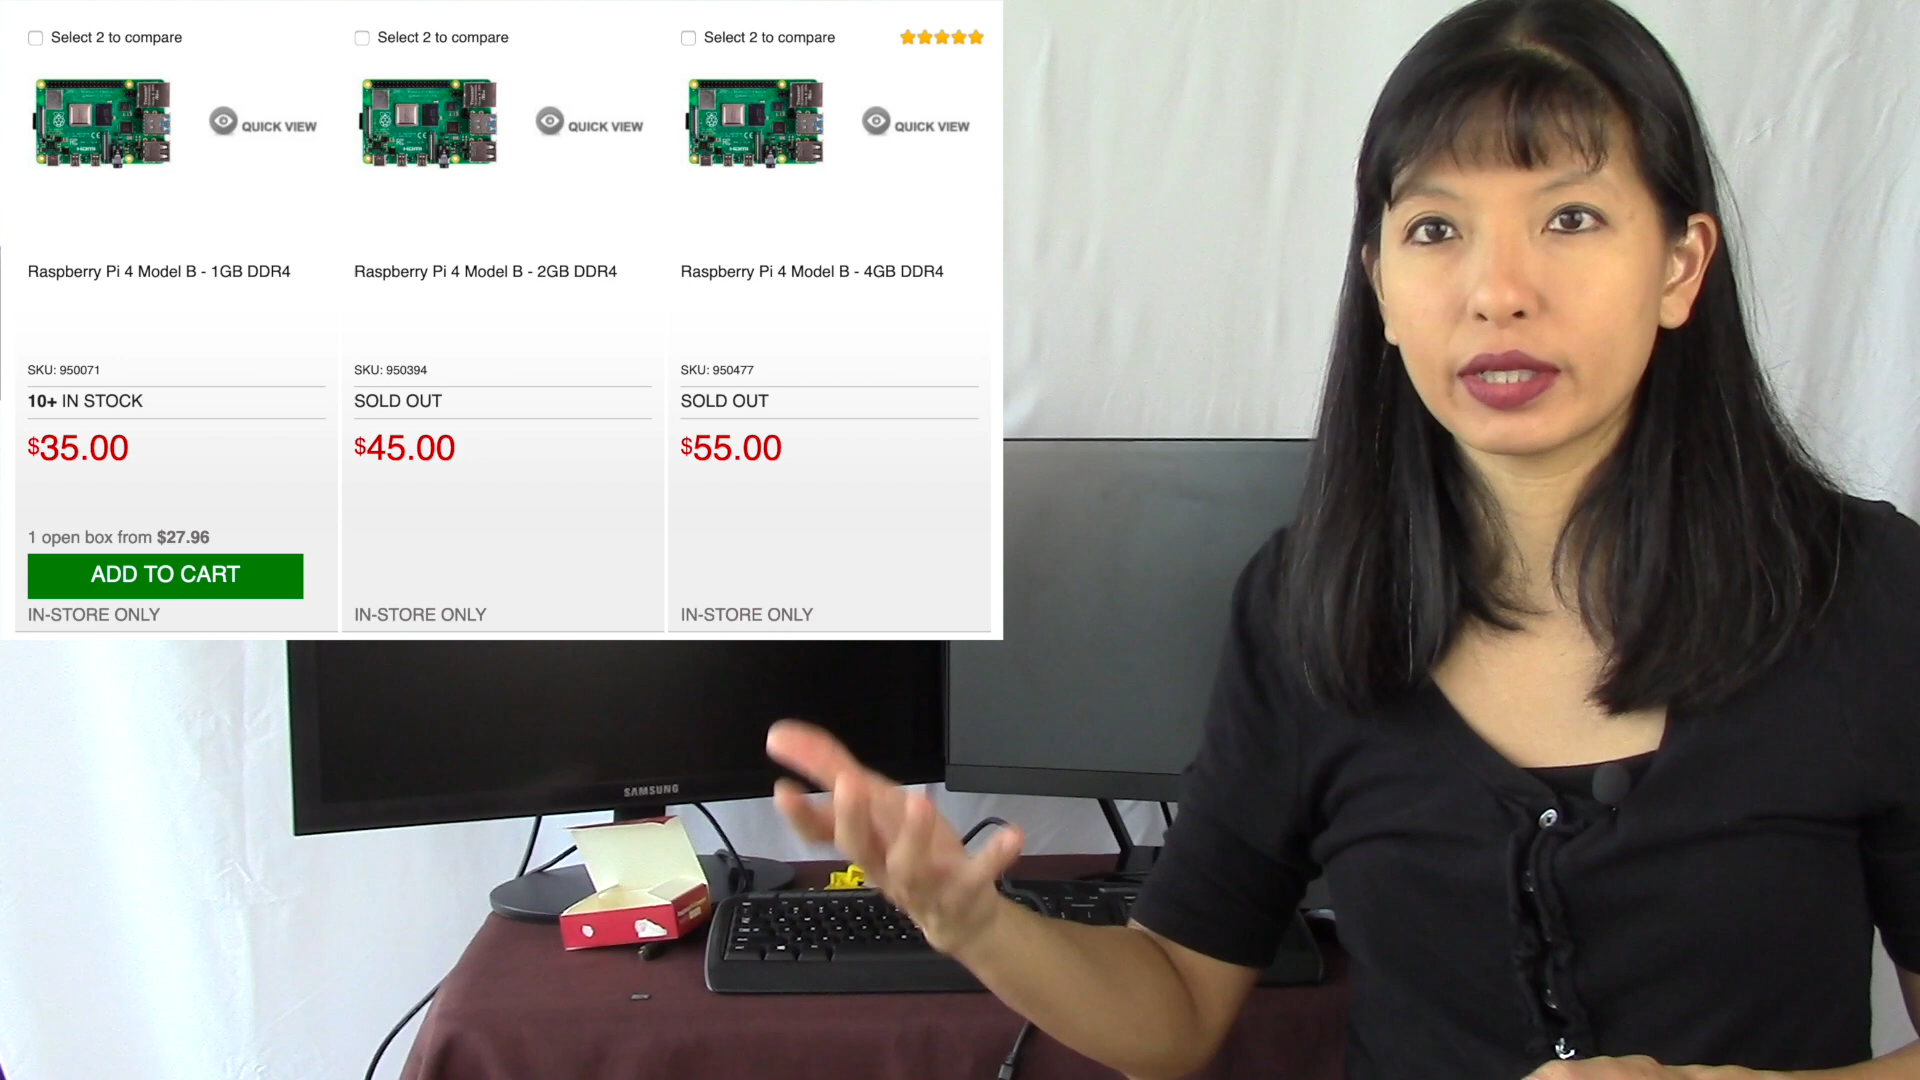 Select 2 to compare
QUICK VIEW
Raspberry Pi 4 Model B - 1GB DDR4
SKU: 950071
10+ IN STOCK
$35.00
1 open box from $27.96
ADD TO CART
IN-STORE ONLY
Select 2 to compare
QUICK VIEW
Raspberry Pi 4 Model B - 2GB DDR4
SKU: 950394
SOLD OUT
$45.00
IN-STORE ONLY
Select 2 to compare
QUICK VIEW
Raspberry Pi 4 Model B - 4GB DDR4
SKU: 950477
SOLD OUT
$55.00
IN-STORE ONLY
SAMSUNG